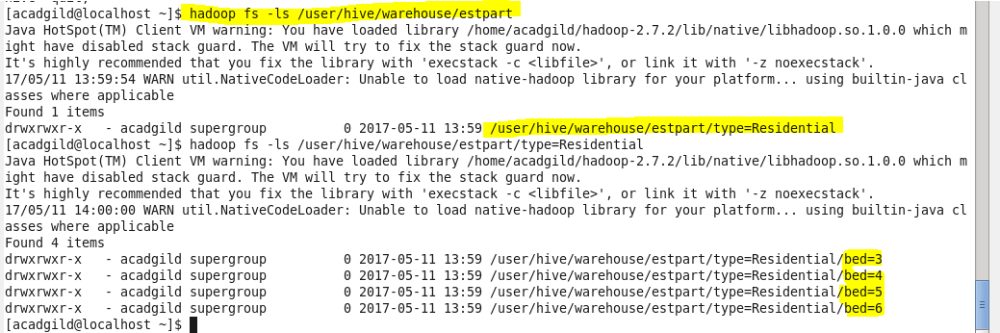 [acadgild@localhost ~]$ hadoop fs -ls /user/hive/warehouse/estpart
Java HotSpot(TM) Client VM warning: You have loaded library /home/acadgild/hadoop-2.7.2/lib/native/libhadoop.so.1.0.0 which m
ight have disabled stack guard. The VM will try to fix the stack guard now.
It's highly recommended that you fix the library with 'execstack -c <libfile>', or link it with '-z noexecstack'.
17/05/11 13:59:54 WARN util.NativeCodeLoader: Unable to load native-hadoop library for your platform... using builtin-java cl
asses where applicable
Found 1 items
drwxrwxr-x   - acadgild supergroup          0 2017-05-11 13:59 /user/hive/warehouse/estpart/type=Residential
[acadgild@localhost ~]$ hadoop fs -ls /user/hive/warehouse/estpart/type=Residential
Java HotSpot(TM) Client VM warning: You have loaded library /home/acadgild/hadoop-2.7.2/lib/native/libhadoop.so.1.0.0 which m
ight have disabled stack guard. The VM will try to fix the stack guard now.
It's highly recommended that you fix the library with 'execstack -c <libfile>', or link it with '-z noexecstack'.
17/05/11 14:00:00 WARN util.NativeCodeLoader: Unable to load native-hadoop library for your platform... using builtin-java cl
asses where applicable
Found 4 items
drwxrwxr-x   - acadgild supergroup          0 2017-05-11 13:59 /user/hive/warehouse/estpart/type=Residential/bed=3
drwxrwxr-x   - acadgild supergroup          0 2017-05-11 13:59 /user/hive/warehouse/estpart/type=Residential/bed=4
drwxrwxr-x   - acadgild supergroup          0 2017-05-11 13:59 /user/hive/warehouse/estpart/type=Residential/bed=5
drwxrwxr-x   - acadgild supergroup          0 2017-05-11 13:59 /user/hive/warehouse/estpart/type=Residential/bed=6
[acadgild@localhost ~]$